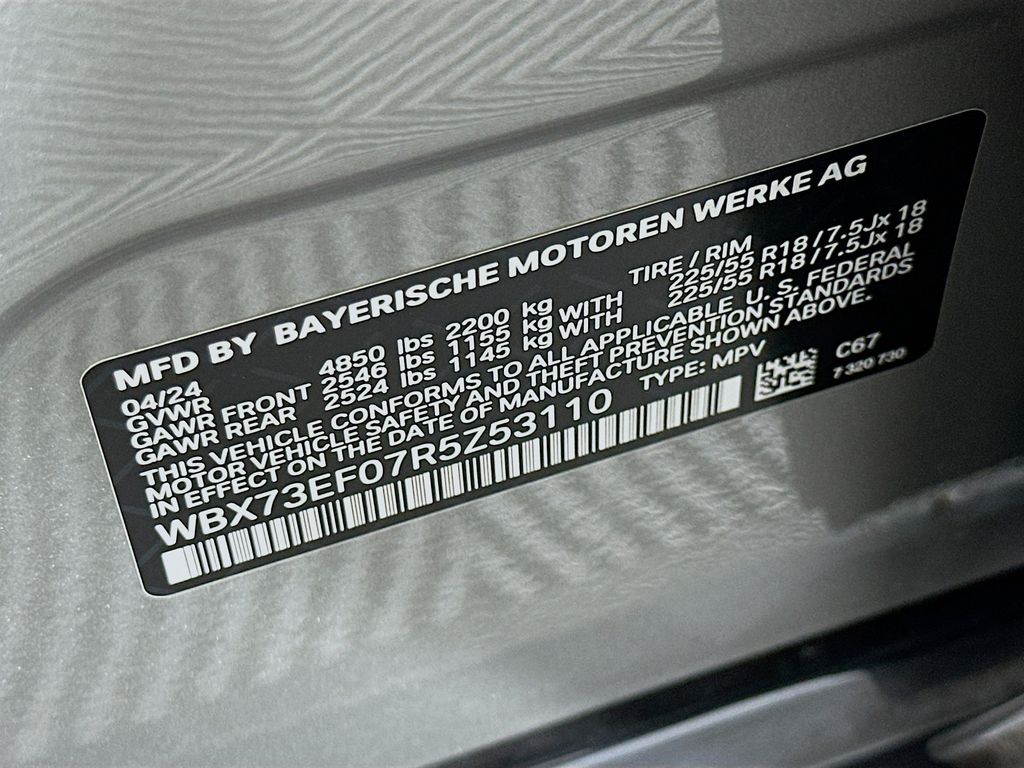 MFD BY BAYERISCHE MOTOREN WERKE AG
04/24 TIRE / RIM
GVWR 4850 lbs 2200 kg
GAWR FRONT 2546 lbs 1155 kg WITH 225/55 R18 / 7.5Jx 18
GAWR REAR 2524 lbs 1145 kg WITH 225/55 R18 / 7.5Jx 18
THIS VEHICLE CONFORMS TO ALL APPLICABLE U. S. FEDERAL
MOTOR VEHICLE SAFETY AND THEFT PREVENTION STANDARDS
IN EFFECT ON THE DATE OF MANUFACTURE SHOWN ABOVE.
WBX73EF07R5Z53110 TYPE: MPV C67
7 320 730